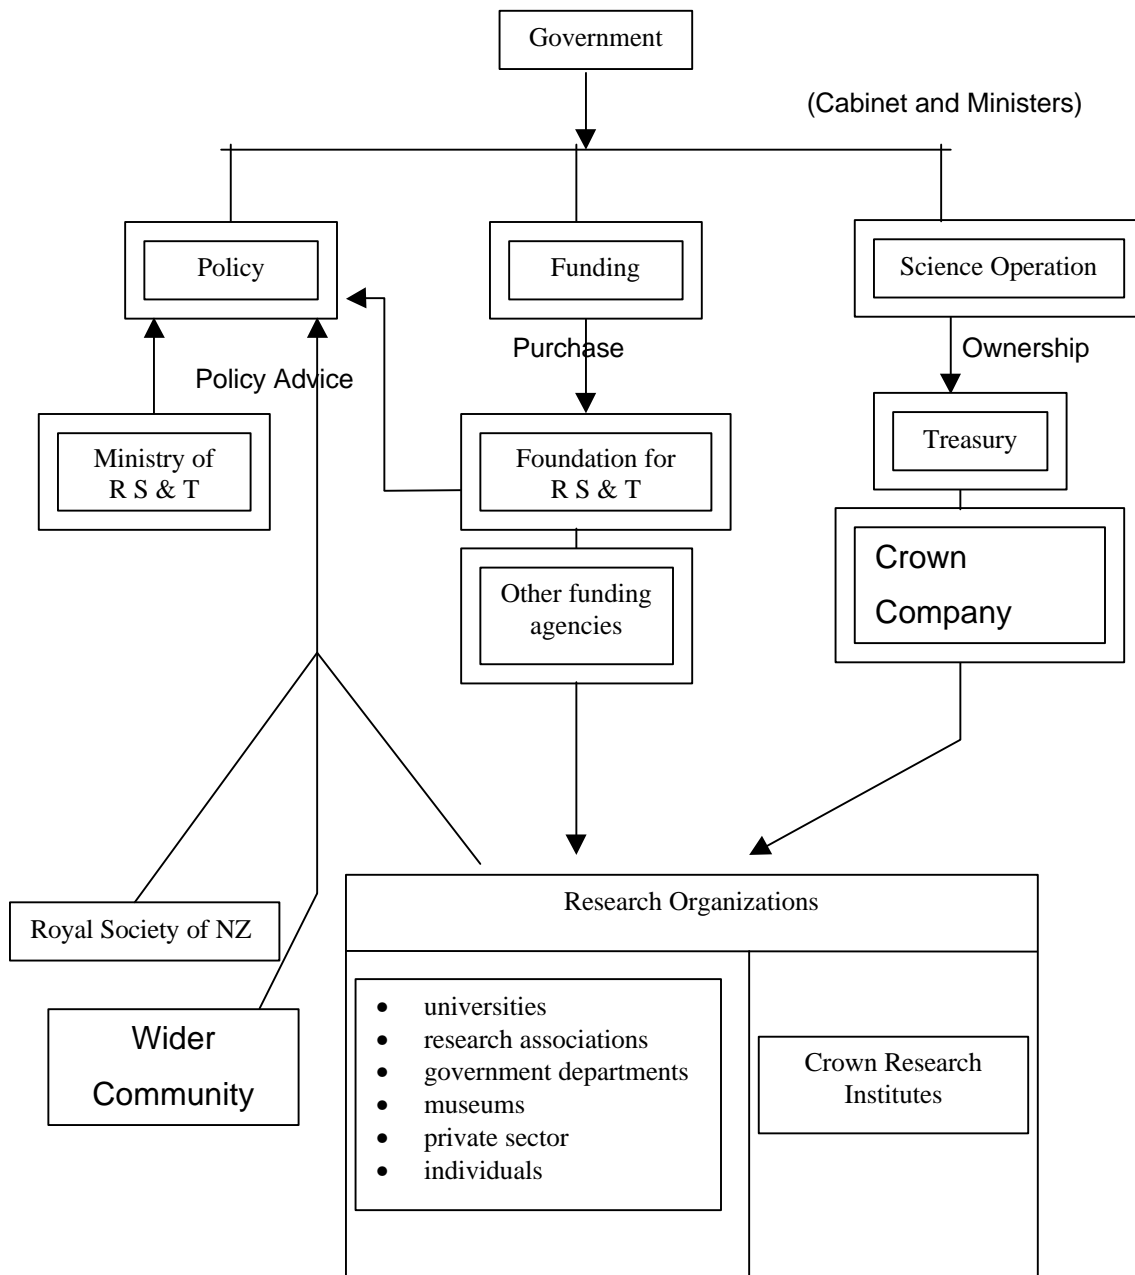 Government
(Cabinet and Ministers)
Policy
Funding
Science Operation
Purchase
Ownership
Policy Advice
Ministry of
R S & T
Foundation for
R S & T
Treasury
Other funding
agencies
Crown
Company
Research Organizations
Royal Society of NZ
Wider
Community
• universities
• research associations
• government departments
• museums
• private sector
• individuals
Crown Research
Institutes